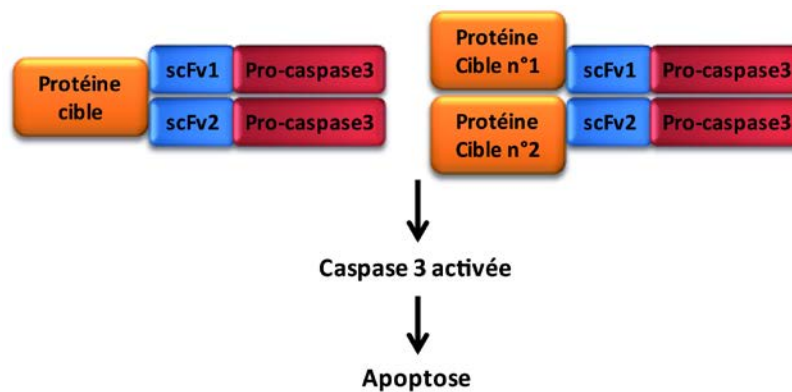 Protéine
cible
scFv1 Pro-caspase3
scFv2 Pro-caspase3
Protéine
Cible n°1
Protéine
Cible n°2
scFv1 Pro-caspase3
scFv2 Pro-caspase3
Caspase 3 activée
Apoptose